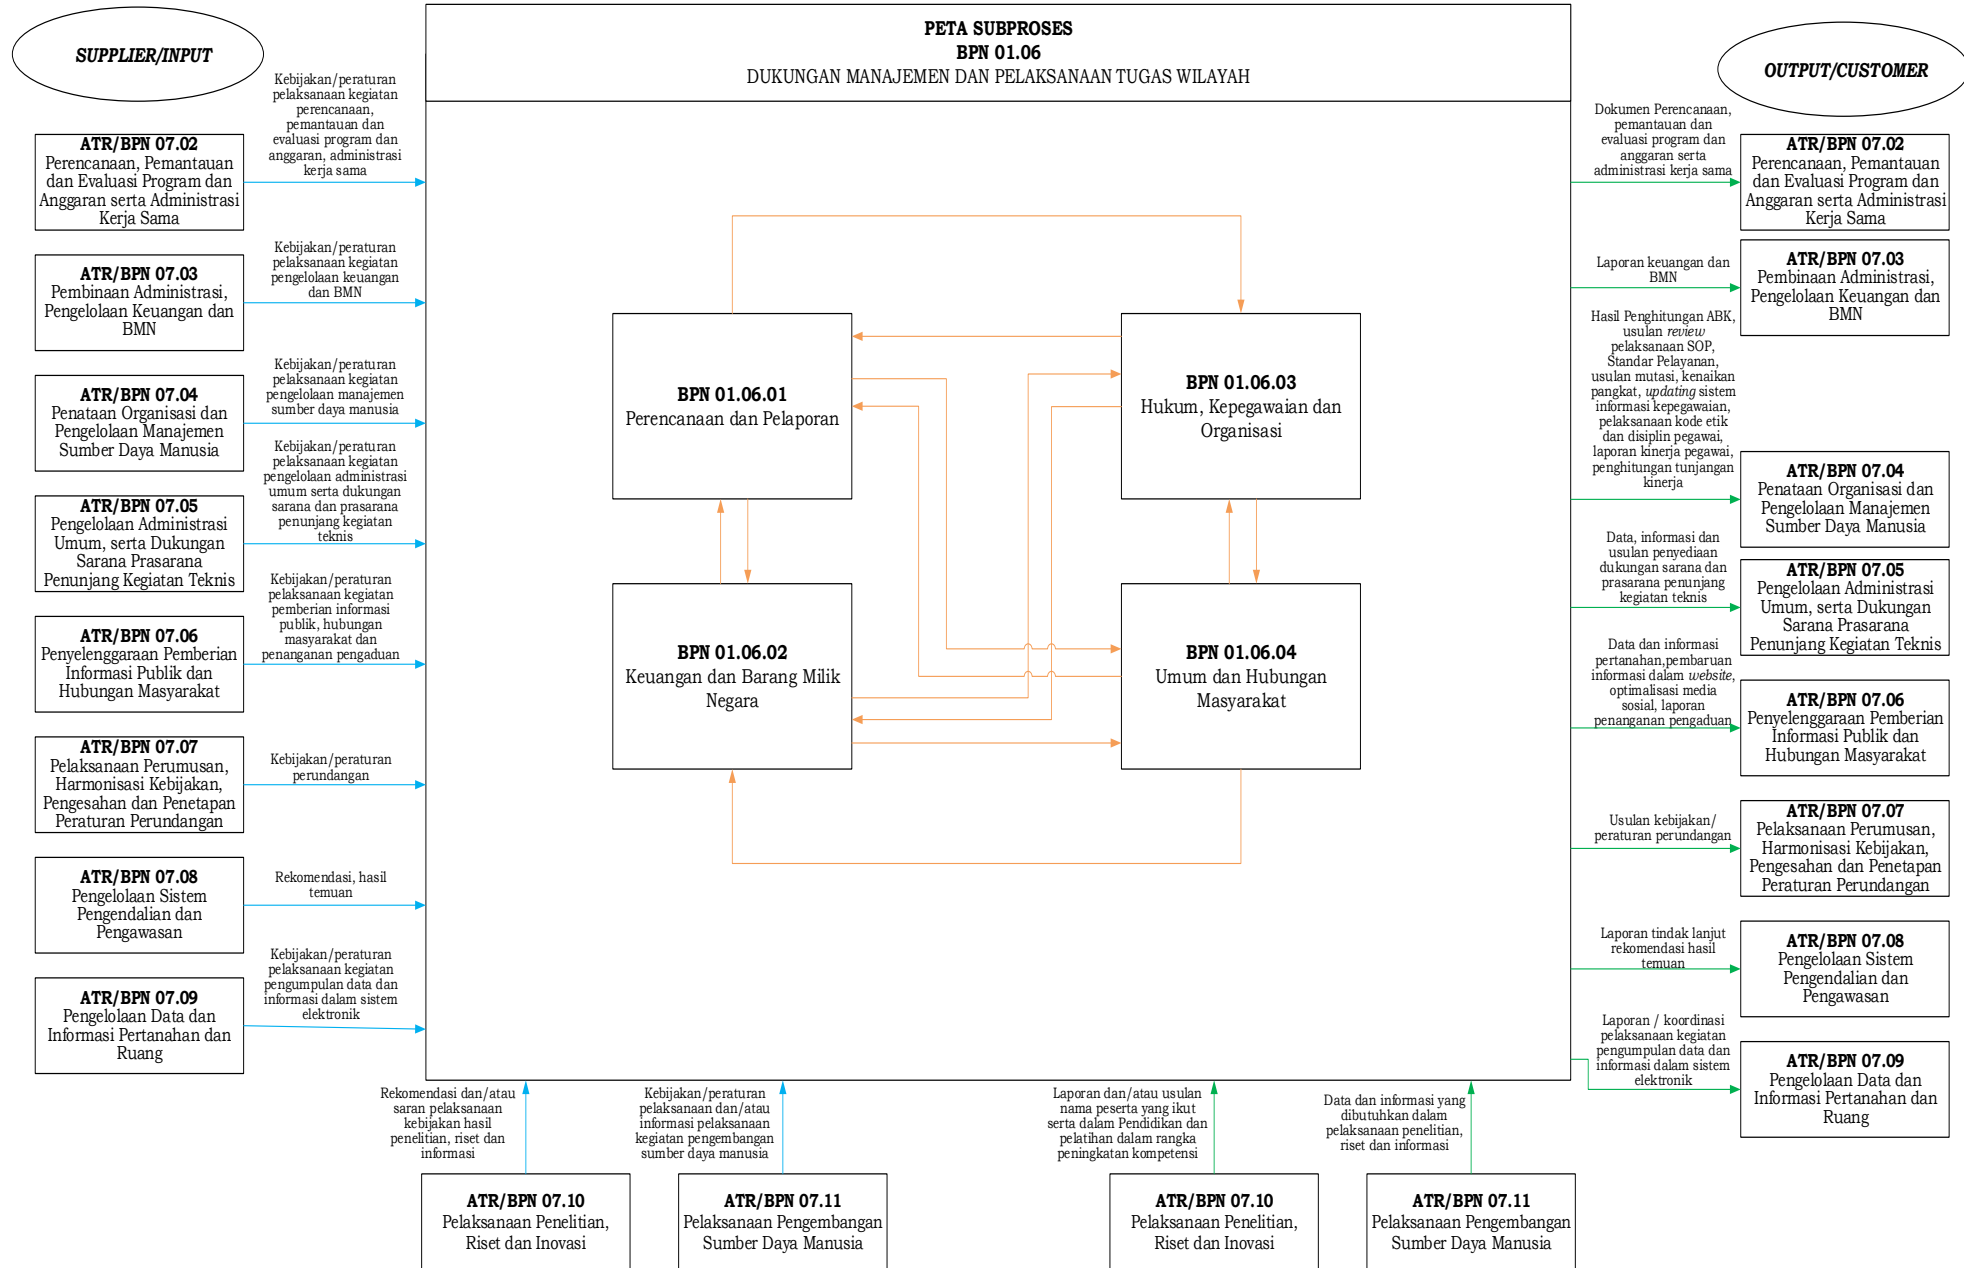 PETA SUBPROSES
BPN 01.06
DUKUNGAN MANAJEMEN DAN PELAKSANAAN TUGAS WILAYAH
SUPPLIER/INPUT
ATR/BPN 07.02
Perencanaan, Pemantauan
dan Evaluasi Program dan
Anggaran serta Administrasi
Kerja Sama
Kebijakan/peraturan
pelaksanaan kegiatan
perencanaan,
pemantauan dan
evaluasi program dan
anggaran, administrasi
kerja sama
ATR/BPN 07.03
Pembinaan Administrasi,
Pengelolaan Keuangan dan
BMN
Kebijakan/peraturan
pelaksanaan kegiatan
pengelolaan keuangan
dan BMN
ATR/BPN 07.04
Penataan Organisasi dan
Pengelolaan Manajemen
Sumber Daya Manusia
Kebijakan/peraturan
pelaksanaan kegiatan
pengelolaan manajemen
sumber daya manusia
ATR/BPN 07.05
Pengelolaan Administrasi
Umum, serta Dukungan
Sarana Prasarana
Penunjang Kegiatan Teknis
Kebijakan/peraturan
pelaksanaan kegiatan
pengelolaan administrasi
umum serta dukungan
sarana dan prasarana
penunjang kegiatan
teknis
ATR/BPN 07.06
Penyelenggaraan Pemberian
Informasi Publik dan
Hubungan Masyarakat
Kebijakan/peraturan
pelaksanaan kegiatan
pemberian informasi
publik, hubungan
masyarakat dan
penanganan pengaduan
ATR/BPN 07.07
Pelaksanaan Perumusan,
Harmonisasi Kebijakan,
Pengesahan dan Penetapan
Peraturan Perundangan
Kebijakan/peraturan
perundangan
ATR/BPN 07.08
Pengelolaan Sistem
Pengendalian dan
Pengawasan
Rekomendasi, hasil
temuan
ATR/BPN 07.09
Pengelolaan Data dan
Informasi Pertanahan dan
Ruang
Kebijakan/peraturan
pelaksanaan kegiatan
pengumpulan data dan
informasi dalam sistem
elektronik
BPN 01.06.01
Perencanaan dan Pelaporan
BPN 01.06.03
Hukum, Kepegawaian dan
Organisasi
BPN 01.06.02
Keuangan dan Barang Milik
Negara
BPN 01.06.04
Umum dan Hubungan
Masyarakat
OUTPUT/CUSTOMER
Dokumen Perencanaan,
pemantauan dan
evaluasi program dan
anggaran serta
administrasi kerja sama
ATR/BPN 07.02
Perencanaan, Pemantauan
dan Evaluasi Program dan
Anggaran serta Administrasi
Kerja Sama
Laporan keuangan dan
BMN
ATR/BPN 07.03
Pembinaan Administrasi,
Pengelolaan Keuangan dan
BMN
Hasil Penghitungan ABK,
usulan review
pelaksanaan SOP,
Standar Pelayanan,
usulan mutasi, kenaikan
pangkat, updating sistem
informasi kepegawaian,
pelaksanaan kode etik
dan disiplin pegawai,
laporan kinerja pegawai,
penghitungan tunjangan
kinerja
ATR/BPN 07.04
Penataan Organisasi dan
Pengelolaan Manajemen
Sumber Daya Manusia
Data, informasi dan
usulan penyediaan
dukungan sarana dan
prasarana penunjang
kegiatan teknis
ATR/BPN 07.05
Pengelolaan Administrasi
Umum, serta Dukungan
Sarana Prasarana
Penunjang Kegiatan Teknis
Data dan informasi
pertanahan,pembaruan
informasi dalam website,
optimalisasi media
sosial, laporan
penanganan pengaduan
ATR/BPN 07.06
Penyelenggaraan Pemberian
Informasi Publik dan
Hubungan Masyarakat
Usulan kebijakan/
peraturan perundangan
ATR/BPN 07.07
Pelaksanaan Perumusan,
Harmonisasi Kebijakan,
Pengesahan dan Penetapan
Peraturan Perundangan
Laporan tindak lanjut
rekomendasi hasil
temuan
ATR/BPN 07.08
Pengelolaan Sistem
Pengendalian dan
Pengawasan
Laporan / koordinasi
pelaksanaan kegiatan
pengumpulan data dan
informasi dalam sistem
elektronik
ATR/BPN 07.09
Pengelolaan Data dan
Informasi Pertanahan dan
Ruang
Rekomendasi dan/atau
saran pelaksanaan
kebijakan hasil
penelitian, riset dan
informasi
ATR/BPN 07.10
Pelaksanaan Penelitian,
Riset dan Inovasi
Kebijakan/peraturan
pelaksanaan dan/atau
informasi pelaksanaan
kegiatan pengembangan
sumber daya manusia
ATR/BPN 07.11
Pelaksanaan Pengembangan
Sumber Daya Manusia
Laporan dan/atau usulan
nama peserta yang ikut
serta dalam Pendidikan dan
pelatihan dalam rangka
peningkatan kompetensi
ATR/BPN 07.10
Pelaksanaan Penelitian,
Riset dan Inovasi
Data dan informasi yang
dibutuhkan dalam
pelaksanaan penelitian,
riset dan informasi
ATR/BPN 07.11
Pelaksanaan Pengembangan
Sumber Daya Manusia